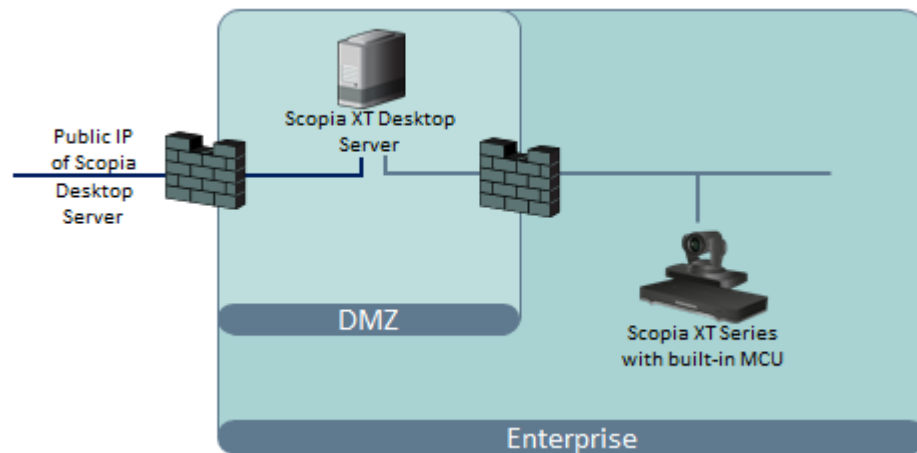 Scopia XT Desktop
Server
Public IP
of Scopia
Desktop
Server
DMZ
Scopia XT Series
with built-in MCU
Enterprise